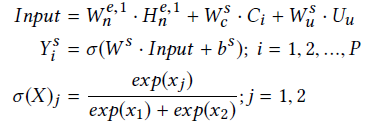 Input = W_n^{e,1} · H_n^{e,1} + W_c^s · C_i + W_u^s · U_u
Y_i^s = σ(W^s · Input + b^s); i = 1, 2, ..., P
σ(X)_j = exp(x_j) / (exp(x_1) + exp(x_2)); j = 1, 2